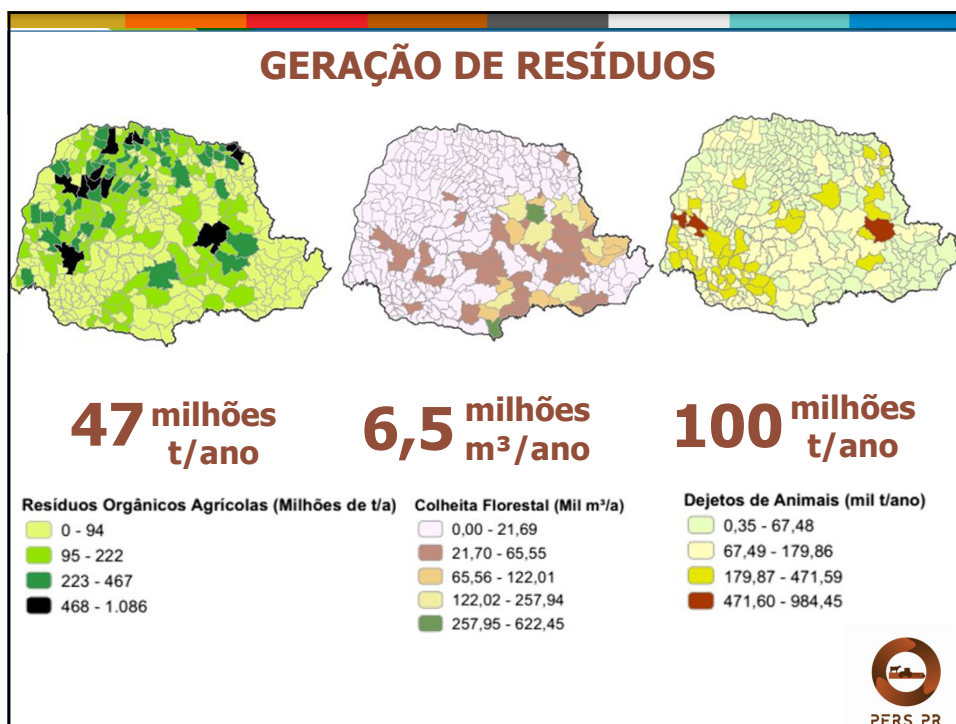 GERAÇÃO DE RESÍDUOS
47 milhões
t/ano
6,5 milhões
m³/ano
100 milhões
t/ano
Resíduos Orgânicos Agrícolas (Milhões de t/a)
0 - 94
95 - 222
223 - 467
468 - 1.086
Colheita Florestal (Mil m³/a)
0,00 - 21,69
21,70 - 65,55
65,56 - 122,01
122,02 - 257,94
257,95 - 622,45
Dejetos de Animais (mil t/ano)
0,35 - 67,48
67,49 - 179,86
179,87 - 471,59
471,60 - 984,45
PERS PR